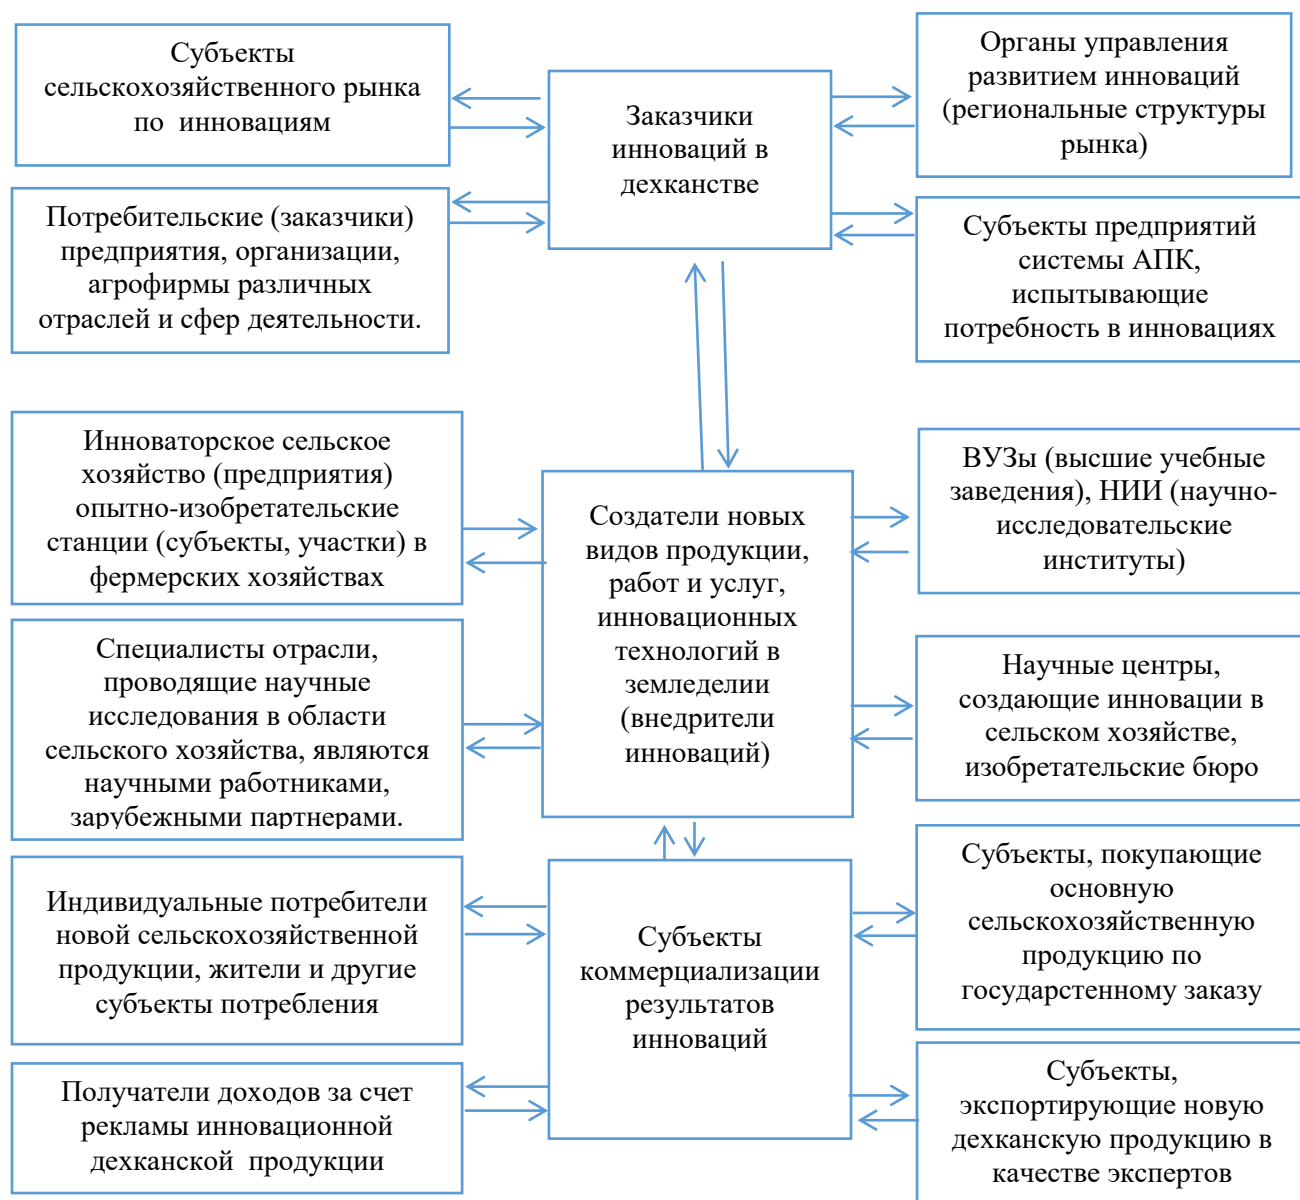 Субъекты
сельскохозяйственного рынка
по инновациям
Заказчики
инноваций в
дехканстве
Органы управления
развитием инноваций
(региональные структуры
рынка)
Потребительские (заказчики)
предприятия, организации,
агрофирмы различных
отраслей и сфер деятельности.
Субъекты предприятий
системы АПК,
испытывающие
потребность в инновациях
Инноваторское сельское
хозяйство (предприятия)
опытно-изобретательские
станции (субъекты, участки) в
фермерских хозяйствах
Создатели новых
видов продукции,
работ и услуг,
инновационных
технологий в
земледелии
(внедрители
инноваций)
ВУЗы (высшие учебные
заведения), НИИ (научно-
исследовательские
институты)
Специалисты отрасли,
проводящие научные
исследования в области
сельского хозяйства, являются
научными работниками,
зарубежными партнерами.
Научные центры,
создающие инновации в
сельском хозяйстве,
изобретательские бюро
Индивидуальные потребители
новой сельскохозяйственной
продукции, жители и другие
субъекты потребления
Субъекты
коммерциализации
результатов
инноваций
Субъекты, покупающие
основную
сельскохозяйственную
продукцию по
государстенному заказу
Получатели доходов за счет
рекламы инновационной
дехканской продукции
Субъекты,
экспортирующие новую
дехканскую продукцию в
качестве экспертов